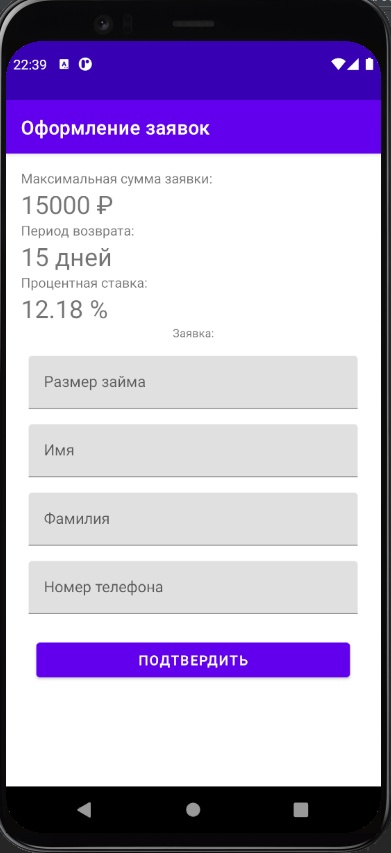 22:39
Оформление заявок
Максимальная сумма заявки:
15000 ₽
Период возврата:
15 дней
Процентная ставка:
12.18 %
Заявка:
Размер займа
Имя
Фамилия
Номер телефона
ПОДТВЕРДИТЬ